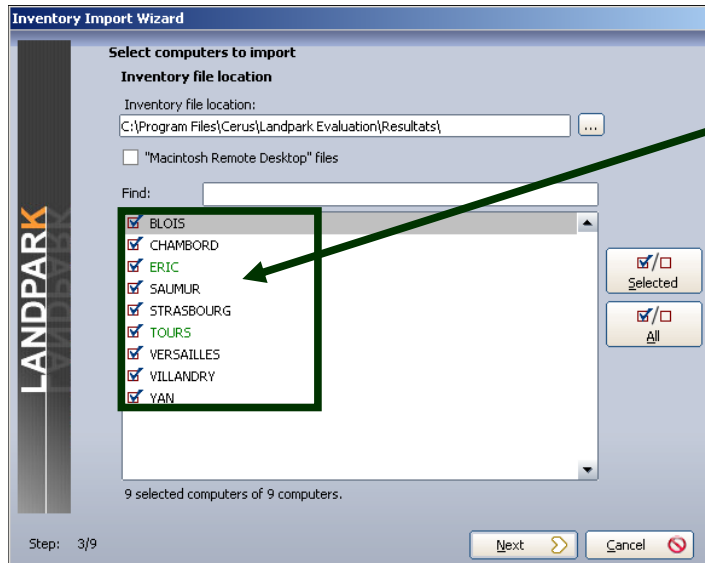 Inventory Import Wizard
Select computers to import
Inventory file location
Inventory file location:
C:\Program Files\Cerus\Landpark Evaluation\Resultats\
...
"Macintosh Remote Desktop" files
Find:
BLOIS
CHAMBORD
ERIC
SAUMUR
STRASBOURG
TOURS
VERSAILLES
VILLANDRY
YAN
/
Selected
/
All
9 selected computers of 9 computers.
LANDPARK
Step: 3/9
Next
Cancel